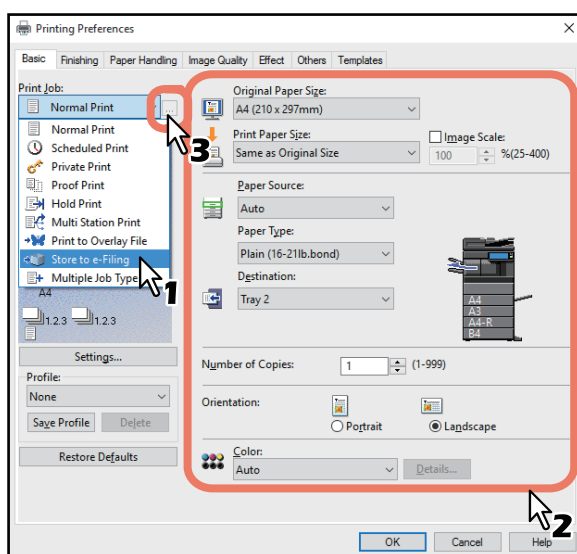 Printing Preferences
Basic Finishing Paper Handling Image Quality Effect Others Templates
Print Job:
Normal Print ...
Normal Print
Scheduled Print
Private Print
Proof Print
Hold Print
Multi Station Print
Print to Overlay File
Store to e-Filing
Multiple Job Type
1
3
A4
1.2.3 1.2.3
Settings...
Profile:
None
Save Profile Delete
Restore Defaults
Original Paper Size:
A4 (210 x 297mm)
Print Paper Size:
Same as Original Size
Image Scale:
100 %(25-400)
Paper Source:
Auto
Paper Type:
Plain (16-21lb.bond)
Destination:
Tray 2
A4
A3
A4-R
B4
Number of Copies: 1 (1-999)
Orientation:
Portrait Landscape
Color:
Auto Details...
2
OK Cancel Help